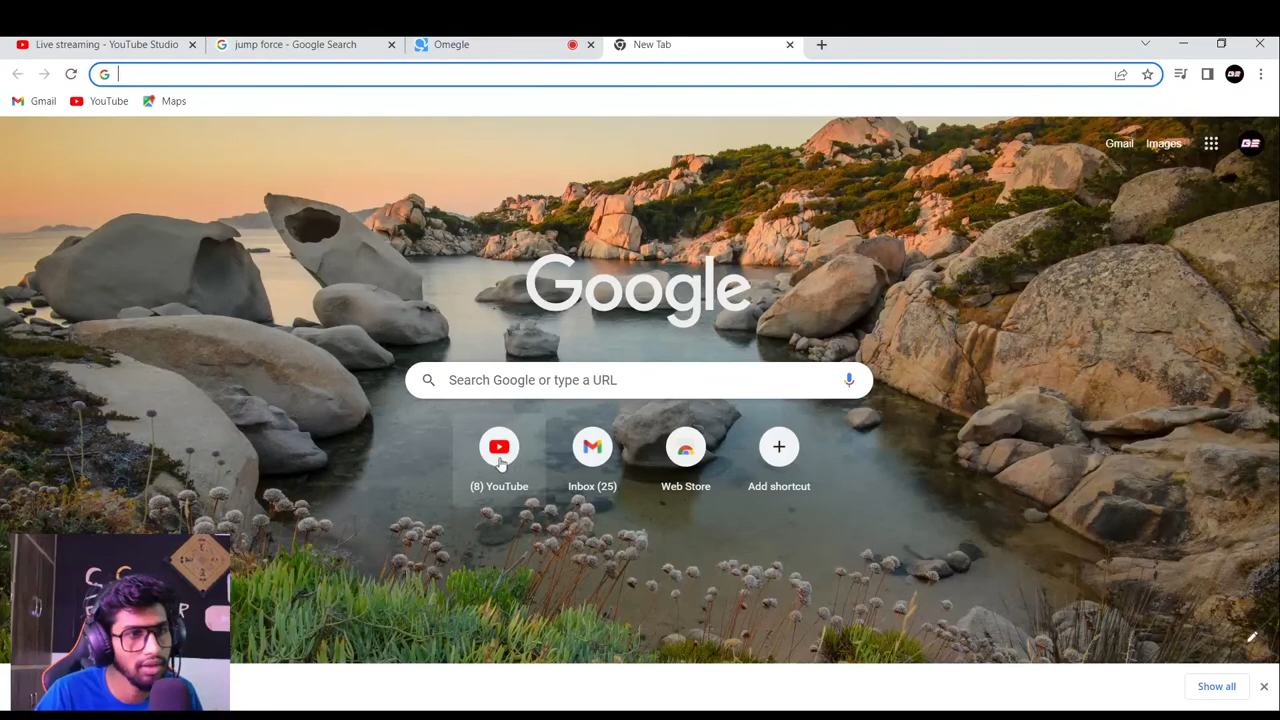 Live streaming - YouTube Studio
jump force - Google Search
Omegle
New Tab
Gmail
YouTube
Maps
Gmail
Images
Google
Search Google or type a URL
(8) YouTube
Inbox (25)
Web Store
Add shortcut
Show all